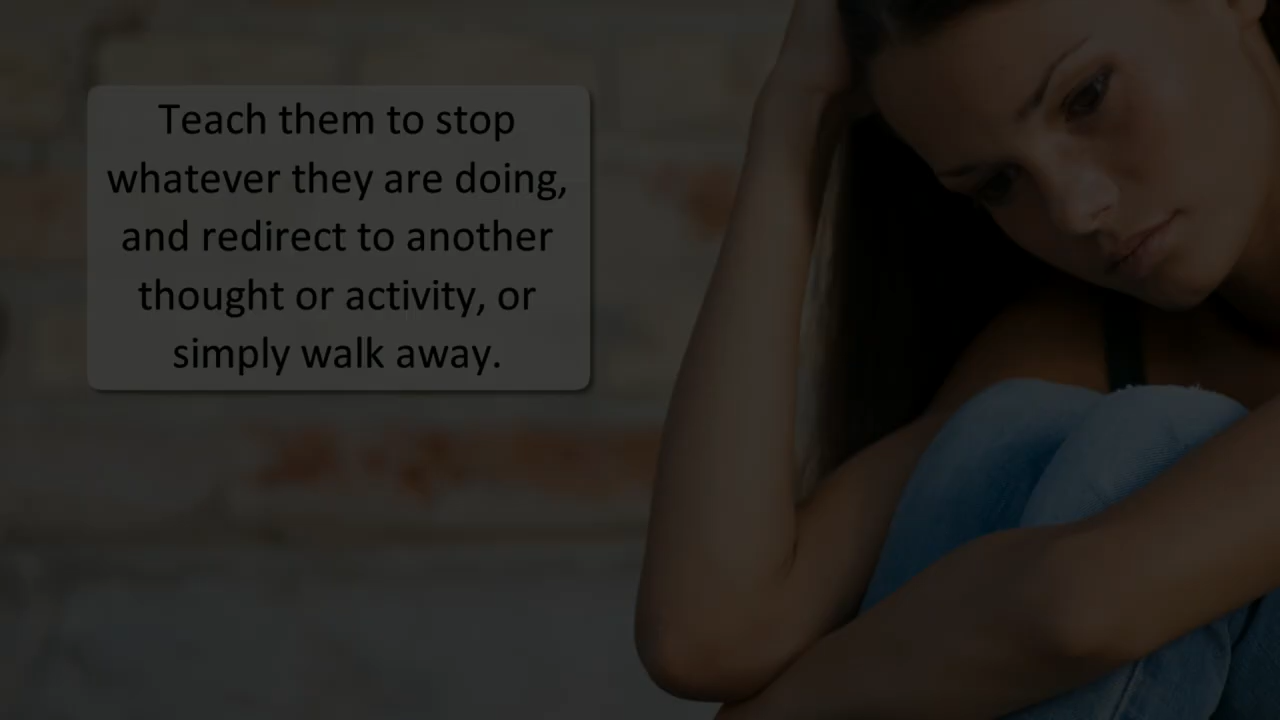 Teach them to stop
whatever they are doing,
and redirect to another
thought or activity, or
simply walk away.